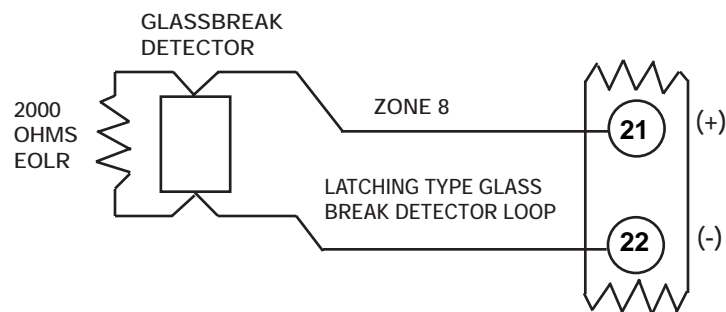 GLASSBREAK
DETECTOR
2000
OHMS
EOLR
ZONE 8
21
(+)
LATCHING TYPE GLASS
BREAK DETECTOR LOOP
22
(-)